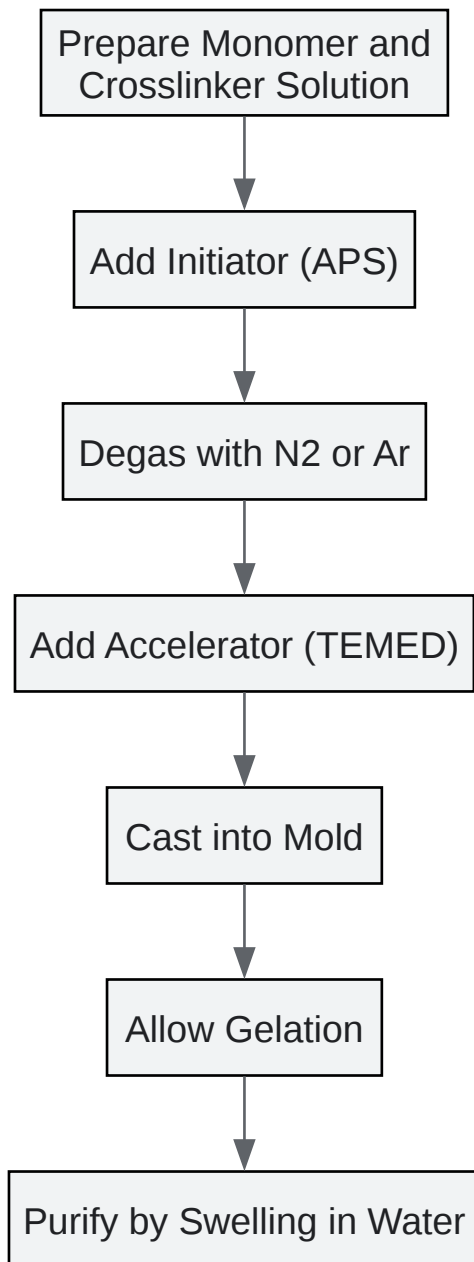 Prepare Monomer and
Crosslinker Solution
Add Initiator (APS)
Degas with N2 or Ar
Add Accelerator (TEMED)
Cast into Mold
Allow Gelation
Purify by Swelling in Water